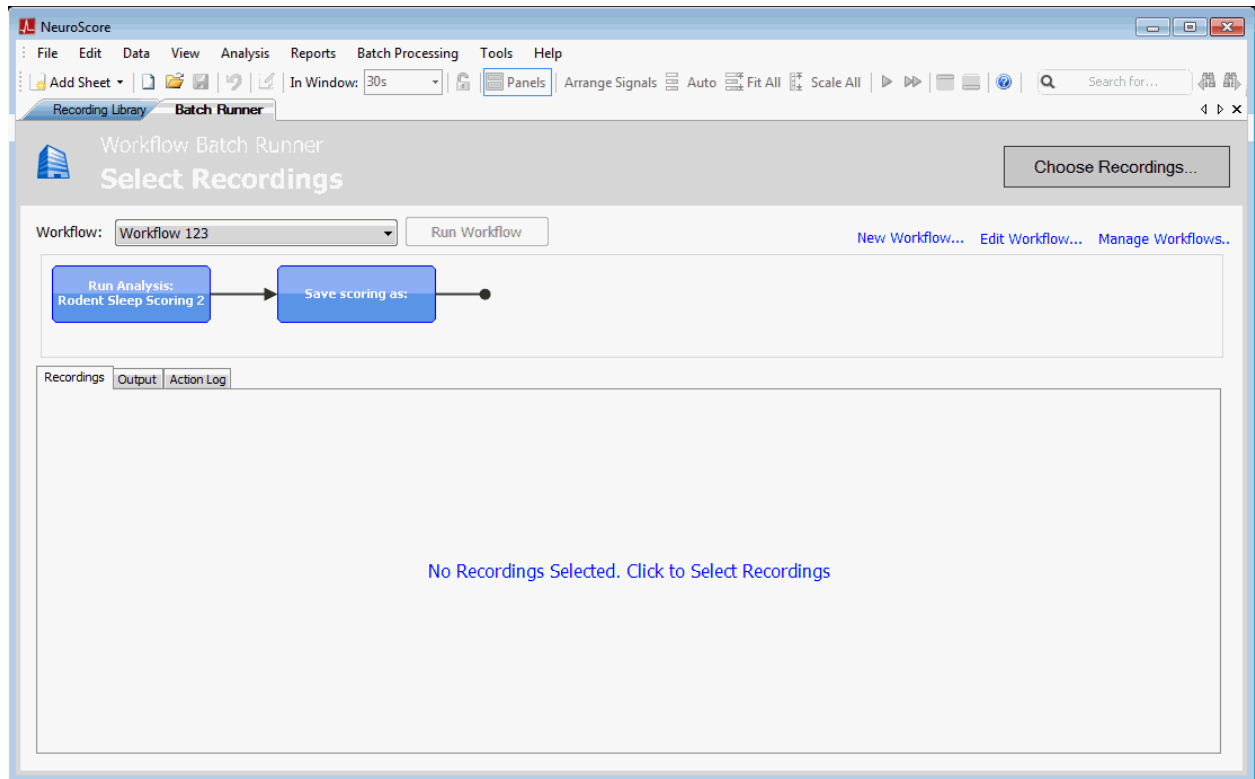 NeuroScore
File Edit Data View Analysis Reports Batch Processing Tools Help
Add Sheet In Window: 30s Panels Arrange Signals Auto Fit All Scale All Search for...
Recording Library Batch Runner
Workflow Batch Runner
Select Recordings
Choose Recordings...
Workflow: Workflow 123 Run Workflow New Workflow... Edit Workflow... Manage Workflows..
Run Analysis:
Rodent Sleep Scoring 2
Save scoring as:
Recordings Output Action Log
No Recordings Selected. Click to Select Recordings